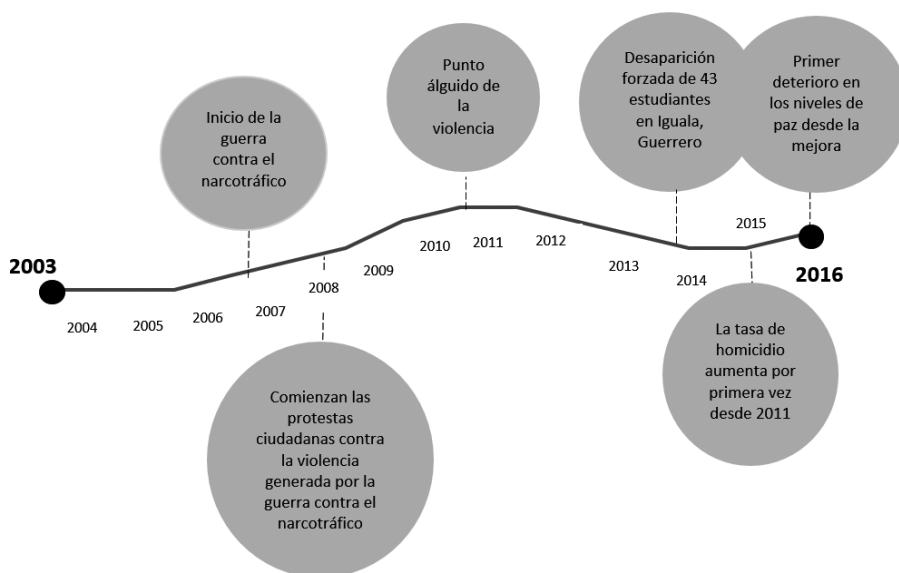 Inicio de la
guerra
contra el
narcotráfico
Punto
álguido de
la
violencia
Desaparición
forzada de 43
estudiantes
en Iguala,
Guerrero
Primer
deterioro en
los niveles de
paz desde la
mejora
2003
2004
2005
2006
2007
2008
2009
2010
2011
2012
2013
2014
2015
2016
Comienzan las
protestas
ciudadanas contra
la violencia
generada por la
guerra contra el
narcotráfico
La tasa de
homicidio
aumenta por
primera vez
desde 2011